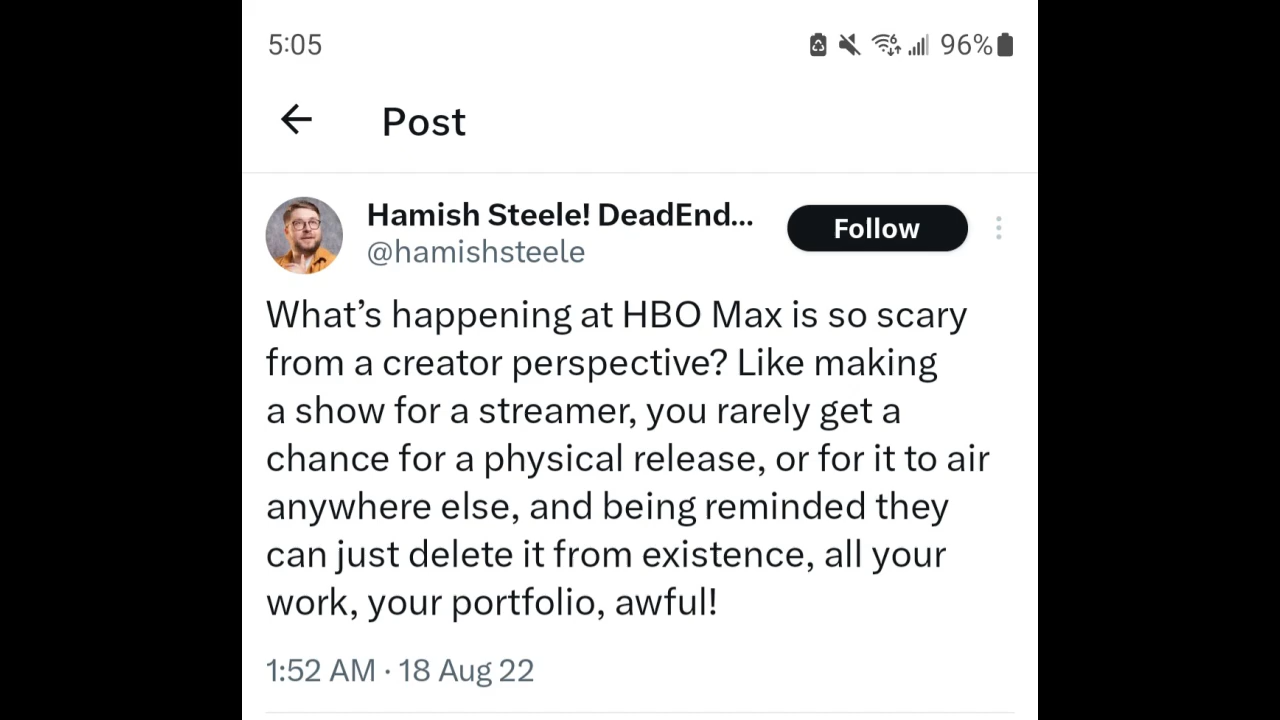 5:05
96%
Post
Hamish Steele! DeadEnd...
@hamishsteele
Follow
What’s happening at HBO Max is so scary
from a creator perspective? Like making
a show for a streamer, you rarely get a
chance for a physical release, or for it to air
anywhere else, and being reminded they
can just delete it from existence, all your
work, your portfolio, awful!
1:52 AM · 18 Aug 22